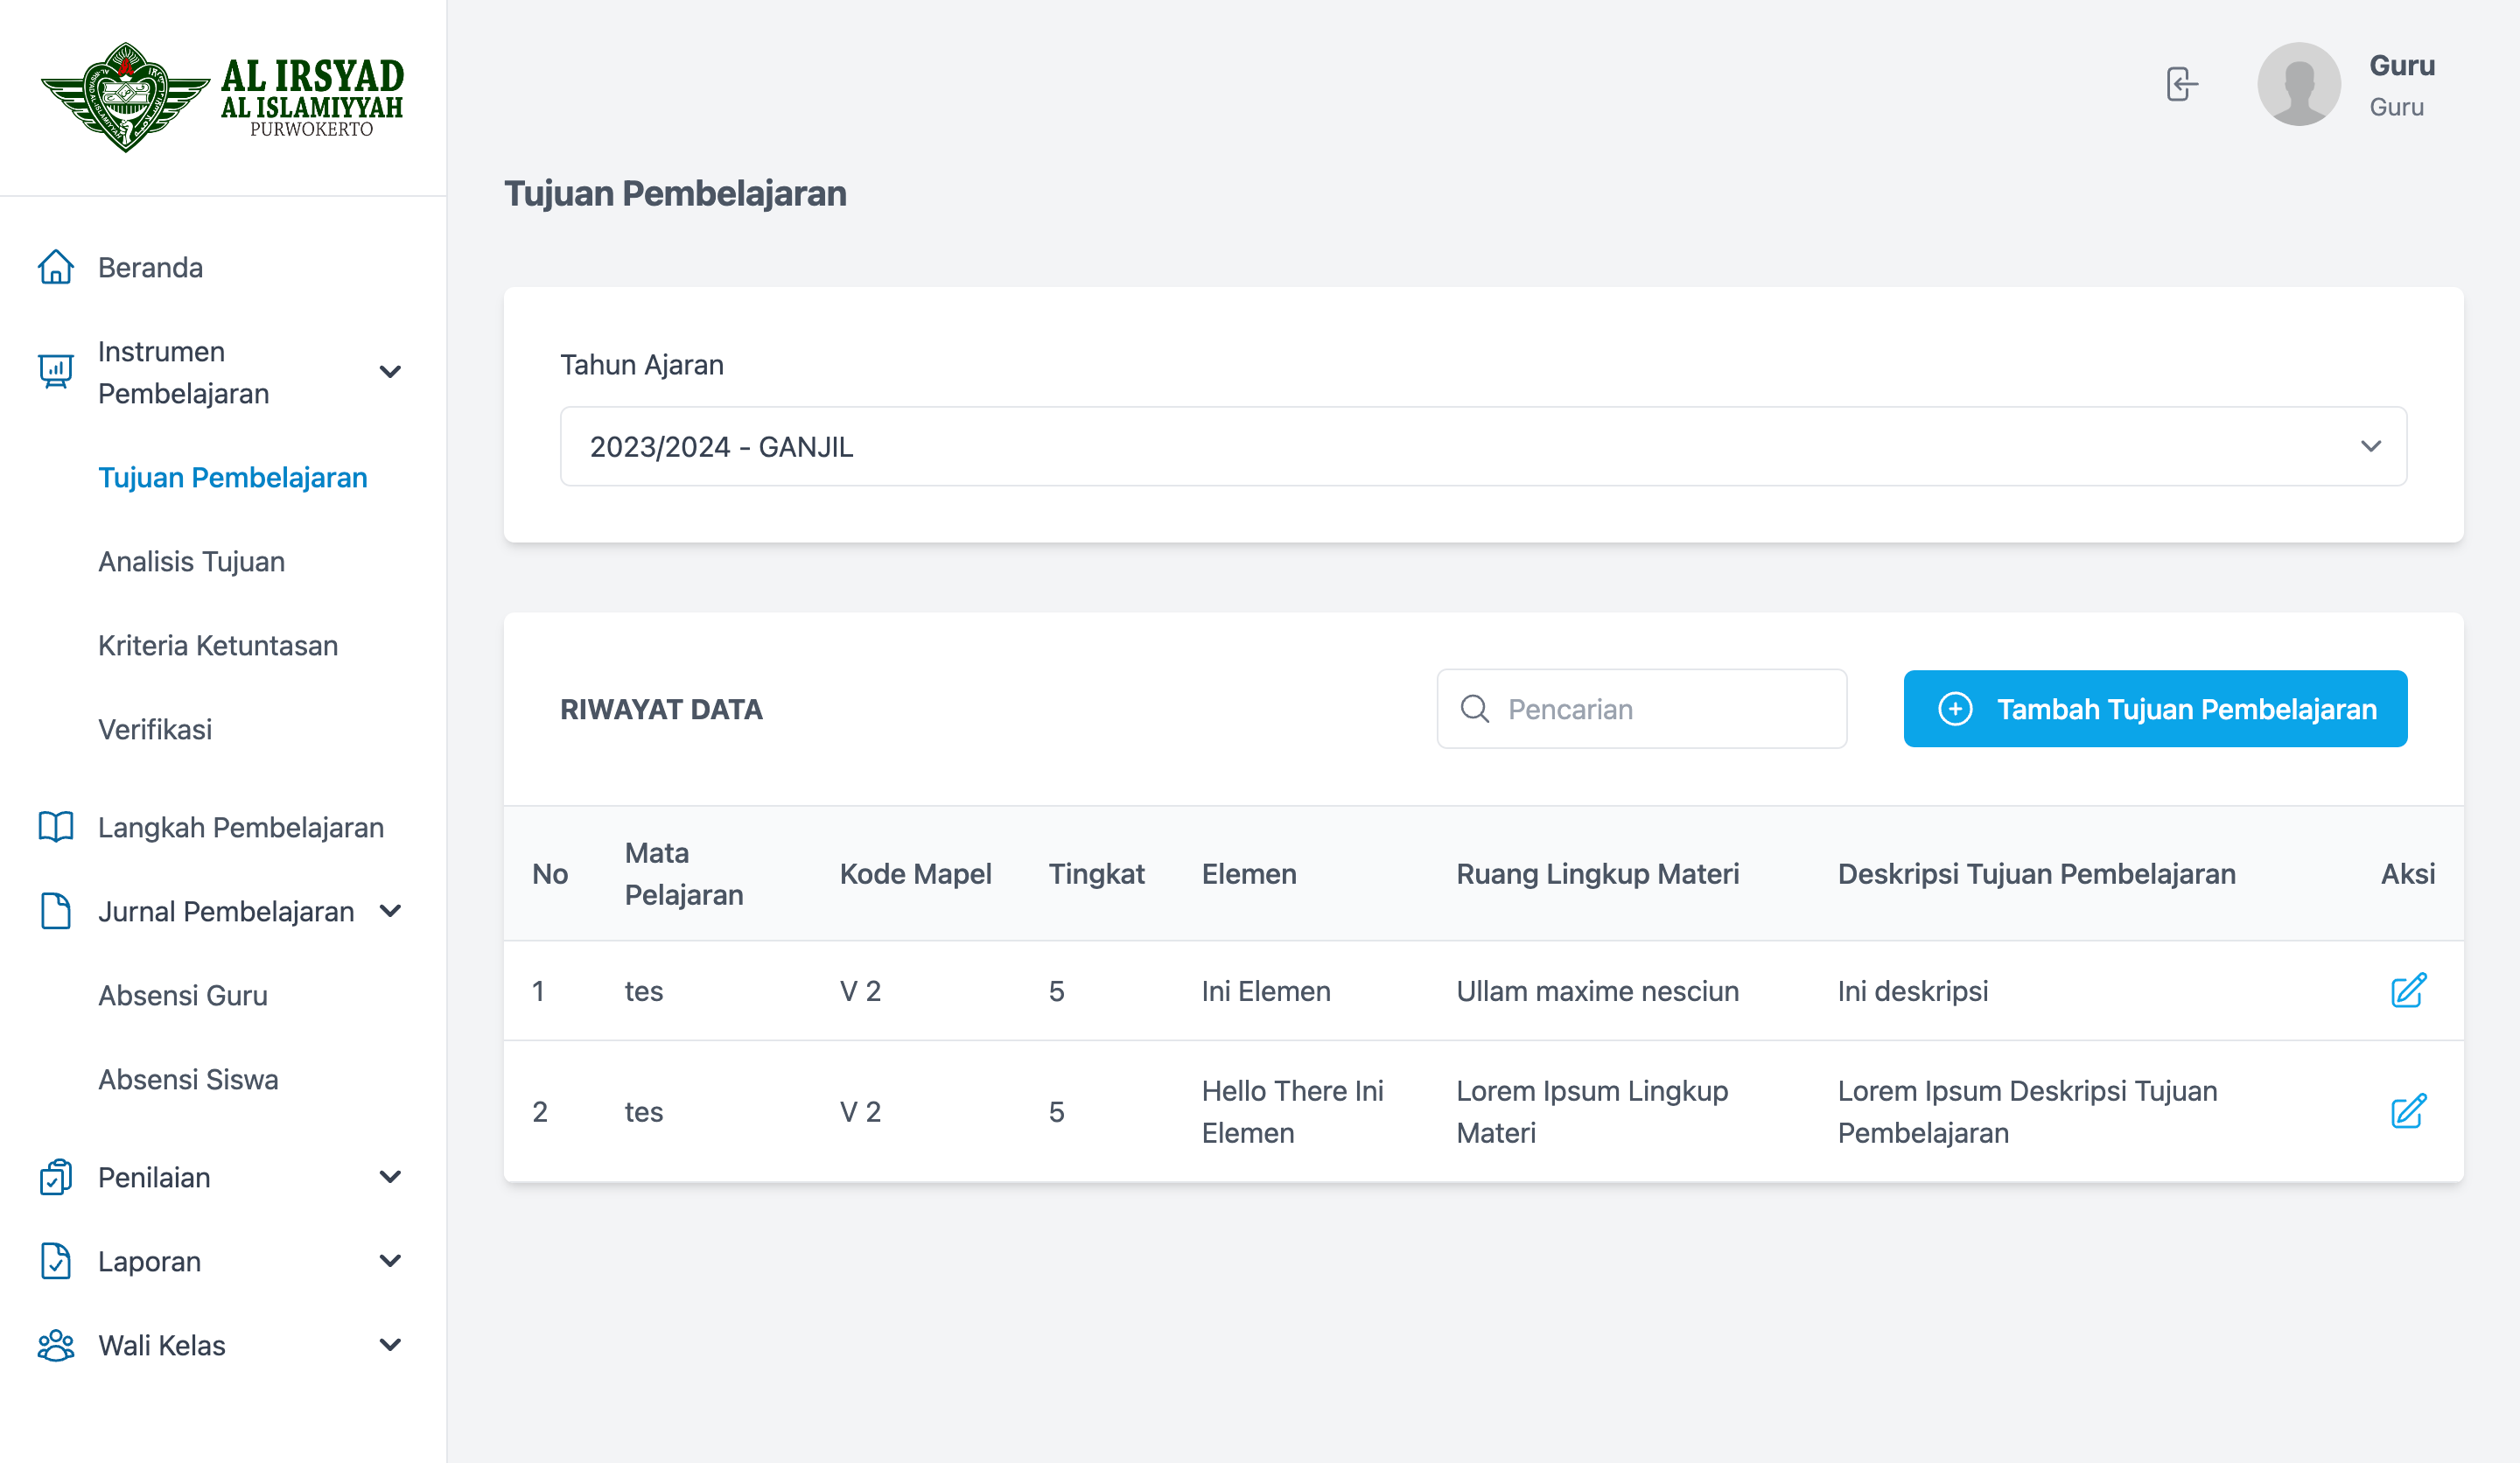 AL IRSYAD
AL ISLAMIYYAH
PURWOKERTO
Beranda
Instrumen
Pembelajaran
Tujuan Pembelajaran
Analisis Tujuan
Kriteria Ketuntasan
Verifikasi
Langkah Pembelajaran
Jurnal Pembelajaran
Absensi Guru
Absensi Siswa
Penilaian
Laporan
Wali Kelas
Guru
Guru
Tujuan Pembelajaran
Tahun Ajaran
2023/2024 - GANJIL
RIWAYAT DATA
Pencarian
Tambah Tujuan Pembelajaran
No Mata Pelajaran Kode Mapel Tingkat Elemen Ruang Lingkup Materi Deskripsi Tujuan Pembelajaran Aksi
1 tes V 2 5 Ini Elemen Ullam maxime nesciun Ini deskripsi
2 tes V 2 5 Hello There Ini Elemen Lorem Ipsum Lingkup Materi Lorem Ipsum Deskripsi Tujuan Pembelajaran